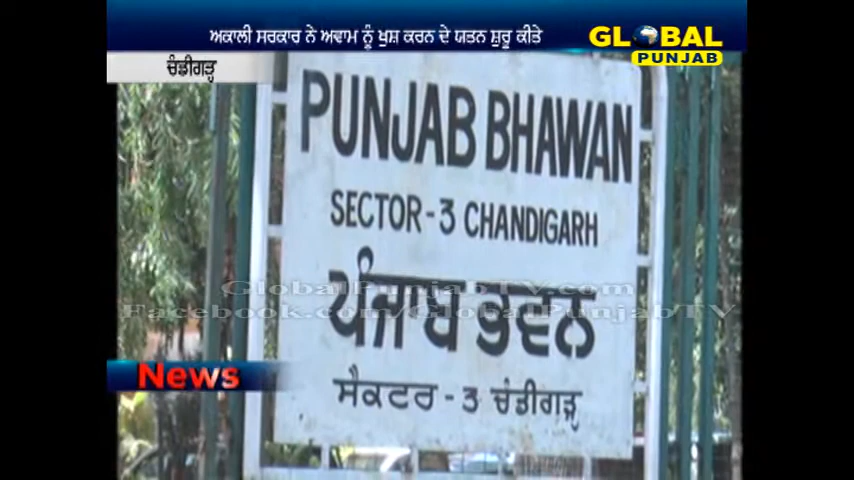 ਅਕਾਲੀ ਸਰਕਾਰ ਨੇ ਅਵਾਮ ਨੂੰ ਖੁਸ਼ ਕਰਨ ਦੇ ਯਤਨ ਸ਼ੁਰੂ ਕੀਤੇ
GLOBAL
PUNJAB
ਚੰਡੀਗੜ੍ਹ
PUNJAB BHAWAN
SECTOR - 3 CHANDIGARH
GlobalPunjabTV.com
ਪੰਜਾਬ ਭਵਨ
Facebook.com/GlobalPunjabTV
News
ਸੈਕਟਰ - 3 ਚੰਡੀਗੜ੍ਹ